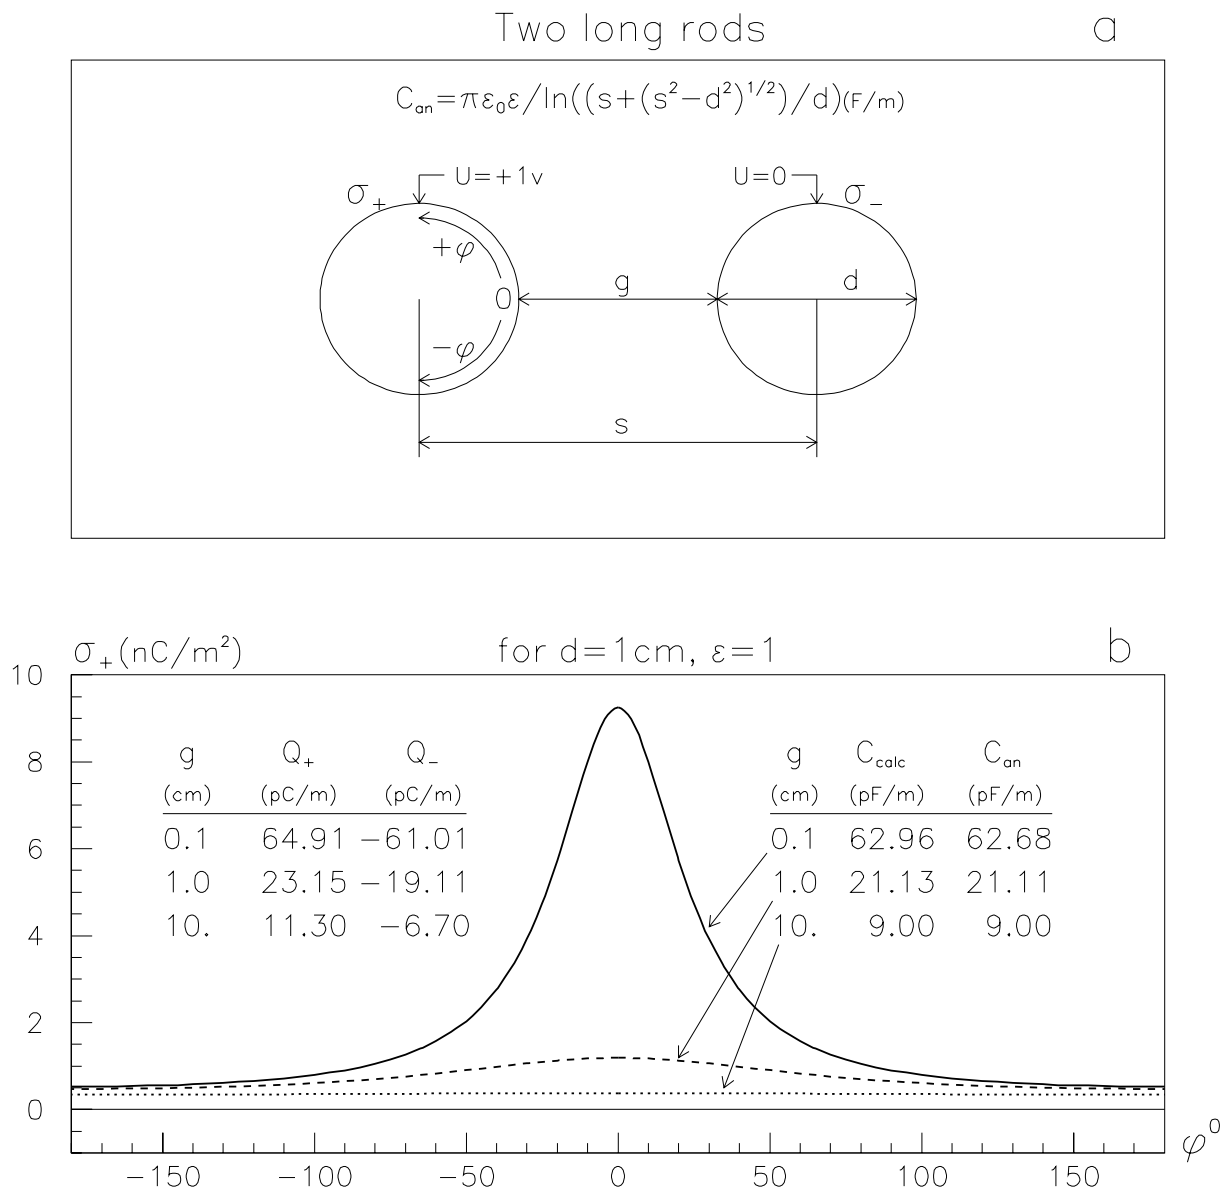 Two long rods
a
C_an=πε₀ε/ln((s+(s²−d²)^1/2)/d)(F/m)
U=+1v
U=0
σ₊
σ₋
+φ
g
d
0
−φ
s
σ₊(nC/m²)
for d=1cm, ε=1
b
10
8
6
4
2
0
g Q₊ Q₋
(cm) (pC/m) (pC/m)
0.1 64.91 −61.01
1.0 23.15 −19.11
10. 11.30 −6.70
g C_calc C_an
(cm) (pF/m) (pF/m)
0.1 62.96 62.68
1.0 21.13 21.11
10. 9.00 9.00
−150 −100 −50 0 50 100 150
φ⁰